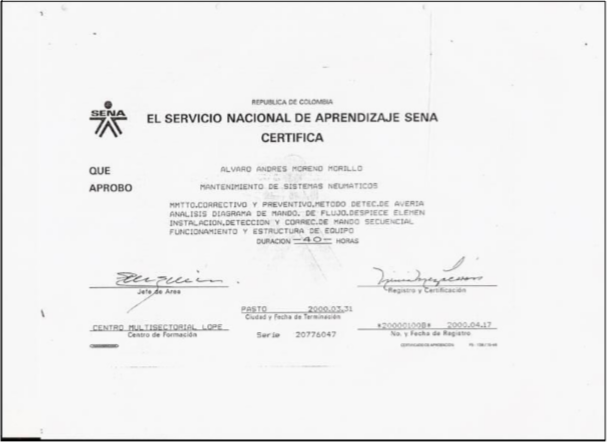 REPUBLICA DE COLOMBIA
SENA
EL SERVICIO NACIONAL DE APRENDIZAJE SENA
CERTIFICA
QUE ALVARO ANDRES MORENO MORILLO
APROBO MANTENIMIENTO DE SISTEMAS NEUMATICOS
MMTTO.CORRECTIVO Y PREVENTIVO.METODO DETEC.DE AVERIA
ANALISIS DIAGRAMA DE MANDO, DE FLUJO.DESPIECE ELEMEN
INSTALACION.DETECCION Y CORREC.DE MANDO SECUENCIAL
FUNCIONAMIENTO Y ESTRUCTURA DE EQUIPO
DURACION —40— HORAS
Jefe de Area Registro y Certificación
PASTO 2000.03.31
Ciudad y Fecha de Terminación
CENTRO MULTISECTORIAL LOPE *20000100B* 2000.04.17
Centro de Formación Serie 20776047 No. y Fecha de Registro